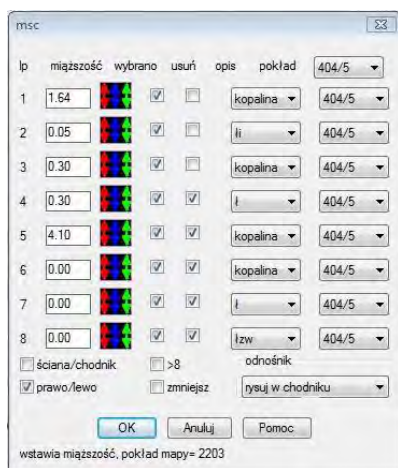 msc
lp miąższość wybrano usuń opis pokład 404/5
1 1.64 kopalina 404/5
2 0.05 łi 404/5
3 0.30 kopalina 404/5
4 0.30 ł 404/5
5 4.10 kopalina 404/5
6 0.00 kopalina 404/5
7 0.00 ł 404/5
8 0.00 łzw 404/5
ściana/chodnik >8 odnośnik
prawo/lewo zmniejsz rysuj w chodniku
OK Anuluj Pomoc
wstawia miąższość, pokład mapy= 2203